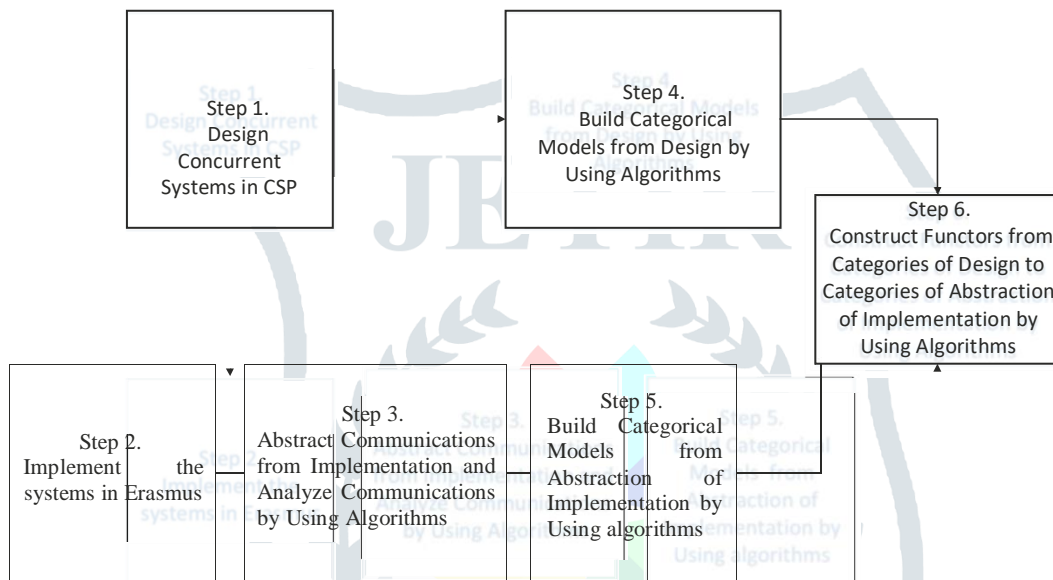 Step 1.
Design
Concurrent
Systems in CSP
Step 4.
Build Categorical
Models from Design by
Using Algorithms
Step 6.
Construct Functors from
Categories of Design to
Categories of Abstraction
of Implementation by
Using Algorithms
Step 2.
Implement the
systems in Erasmus
Step 3.
Abstract Communications
from Implementation and
Analyze Communications
by Using Algorithms
Step 5.
Build Categorical
Models from
Abstraction of
Implementation by
Using algorithms